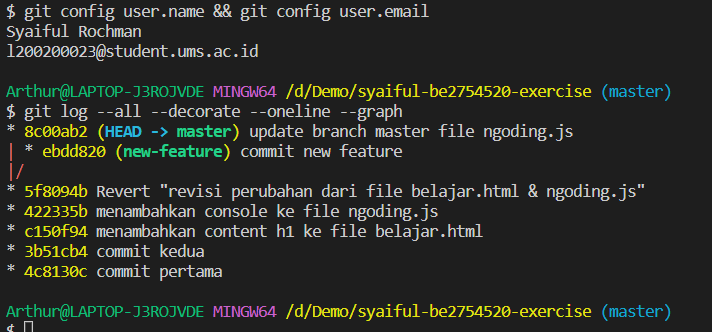 $ git config user.name && git config user.email
Syaiful Rochman
l200200023@student.ums.ac.id
Arthur@LAPTOP-J3ROJVDE MINGW64 /d/Demo/syaiful-be2754520-exercise (master)
$ git log --all --decorate --oneline --graph
* 8c00ab2 (HEAD -> master) update branch master file ngoding.js
| * ebdd820 (new-feature) commit new feature
|/
* 5f8094b Revert "revisi perubahan dari file belajar.html & ngoding.js"
* 422335b menambahkan console ke file ngoding.js
* c150f94 menambahkan content h1 ke file belajar.html
* 3b51cb4 commit kedua
* 4c8130c commit pertama
Arthur@LAPTOP-J3ROJVDE MINGW64 /d/Demo/syaiful-be2754520-exercise (master)
$